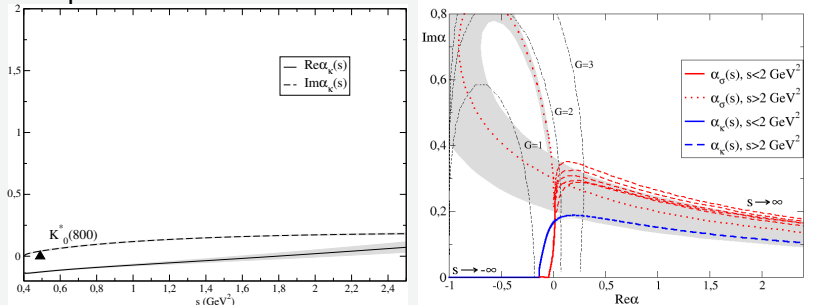 2
1,5
1
0,5
0
0,4
0,6
0,8
1
1,2
1,4
1,6
1,8
2
2,2
2,4
s (GeV²)
Reα_κ(s)
Imα_κ(s)
K*_0(800)
Imα
0,8
0,6
0,4
0,2
0
-1
-0,5
0
0,5
1
1,5
2
Reα
G=3
G=2
G=1
α_σ(s), s<2 GeV²
α_σ(s), s>2 GeV²
α_κ(s), s<2 GeV²
α_κ(s), s>2 GeV²
s→∞
s→-∞